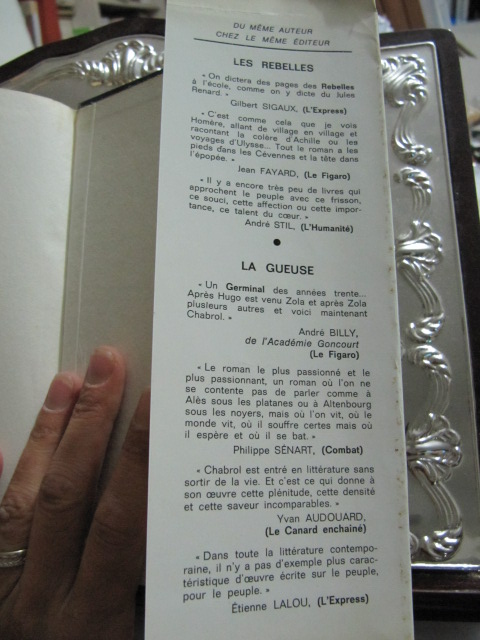 DU MÊME AUTEUR
CHEZ LE MÊME ÉDITEUR
LES REBELLES
« On dictera des pages des Rebelles
à l'école, comme on y dicte du Jules
Renard. »
Gilbert SIGAUX, (L'Express)
« C'est comme cela que je vois
Homère, allant de village en village et
racontant la colère d'Achille ou les
voyages d'Ulysse... Tout le roman a les
pieds dans les Cévennes et la tête dans
l'épopée. »
Jean FAYARD, (Le Figaro)
« Il y a encore très peu de livres qui
approchent le peuple avec ce frisson,
ce souci, cette affection ou cette impor-
tance, ce talent du cœur. »
André STIL, (L'Humanité)
●
LA GUEUSE
« Un Germinal des années trente...
Après Hugo est venu Zola et après Zola
plusieurs autres et voici maintenant
Chabrol. »
André BILLY,
de l'Académie Goncourt
(Le Figaro)
« Le roman le plus passionné et le
plus passionnant, un roman où l'on ne
se contente pas de parler comme à
Alès sous les platanes ou à Altenbourg
sous les noyers, mais où l'on vit, où le
monde vit, où il souffre certes mais où
il espère et où il se bat. »
Philippe SÉNART, (Combat)
« Chabrol est entré en littérature sans
sortir de la vie. Et c'est ce qui donne à
son œuvre cette plénitude, cette densité
et cette saveur incomparables. »
Yvan AUDOUARD,
(Le Canard enchaîné)
« Dans toute la littérature contempo-
raine, il n'y a pas d'exemple plus carac-
téristique d'œuvre écrite sur le peuple,
pour le peuple. »
Étienne LALOU, (L'Express)